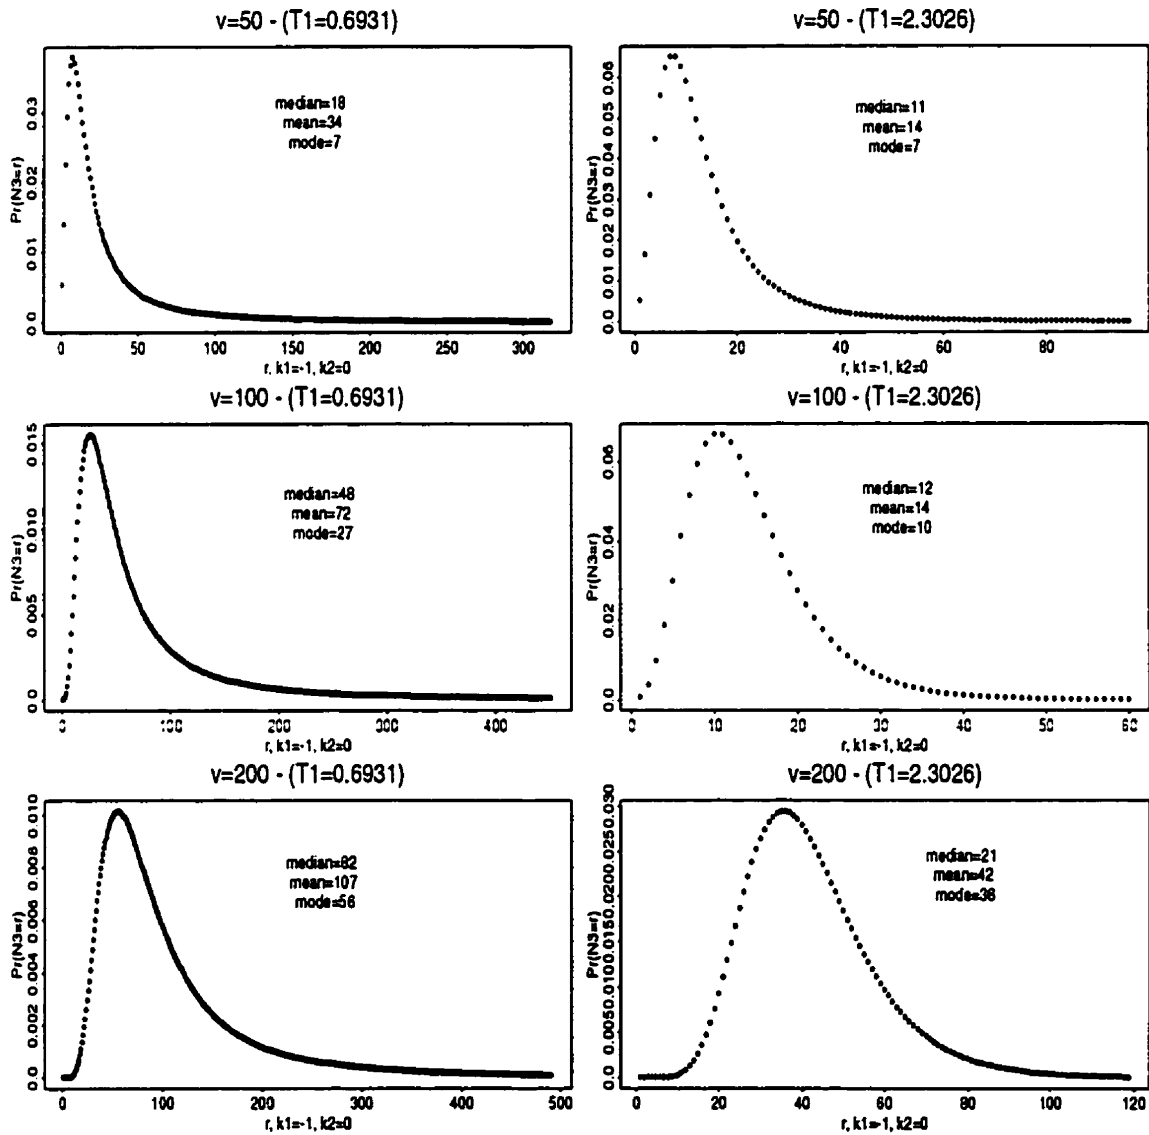 v=50 - (T1=0.6931)
median=18
mean=34
mode=7
Pr(N3=r)
0.0 0.01 0.02 0.03
0 50 100 150 200 250 300
r, k1=-1, k2=0
v=50 - (T1=2.3026)
median=11
mean=14
mode=7
Pr(N3=r)
0.0 0.01 0.02 0.03 0.04 0.05 0.06
0 20 40 60 80
r, k1=-1, k2=0
v=100 - (T1=0.6931)
median=48
mean=72
mode=27
Pr(N3=r)
0.0 0.005 0.010 0.015
0 100 200 300 400
r, k1=-1, k2=0
v=100 - (T1=2.3026)
median=12
mean=14
mode=10
Pr(N3=r)
0.0 0.02 0.04 0.06
0 10 20 30 40 50 60
r, k1=-1, k2=0
v=200 - (T1=0.6931)
median=82
mean=107
mode=56
Pr(N3=r)
0.0 0.002 0.004 0.006 0.008 0.010
0 100 200 300 400 500
r, k1=-1, k2=0
v=200 - (T1=2.3026)
median=21
mean=42
mode=36
Pr(N3=r)
0.0 0.005 0.010 0.015 0.020 0.025 0.030
0 20 40 60 80 100 120
r, k1=-1, k2=0